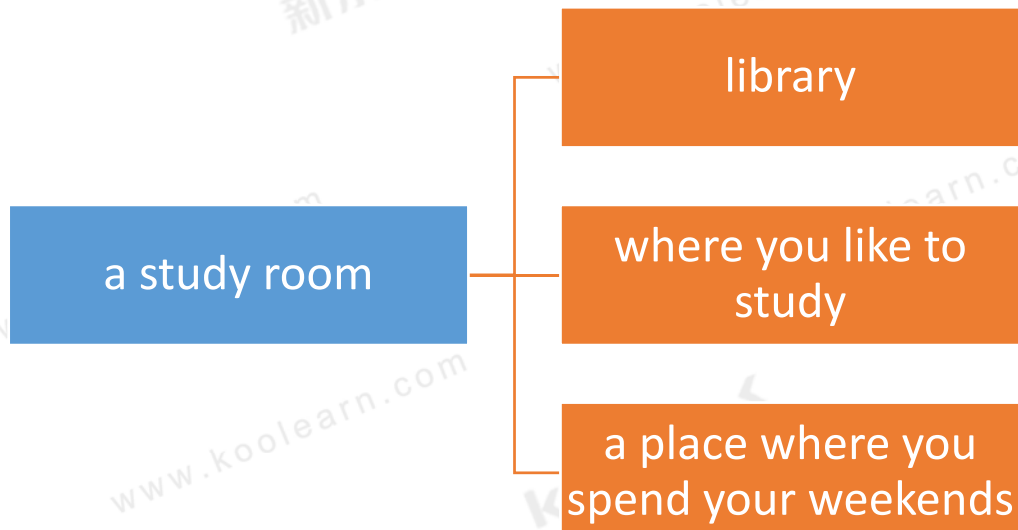 library
a study room
where you like to
study
a place where you
spend your weekends
www.koolearn.com